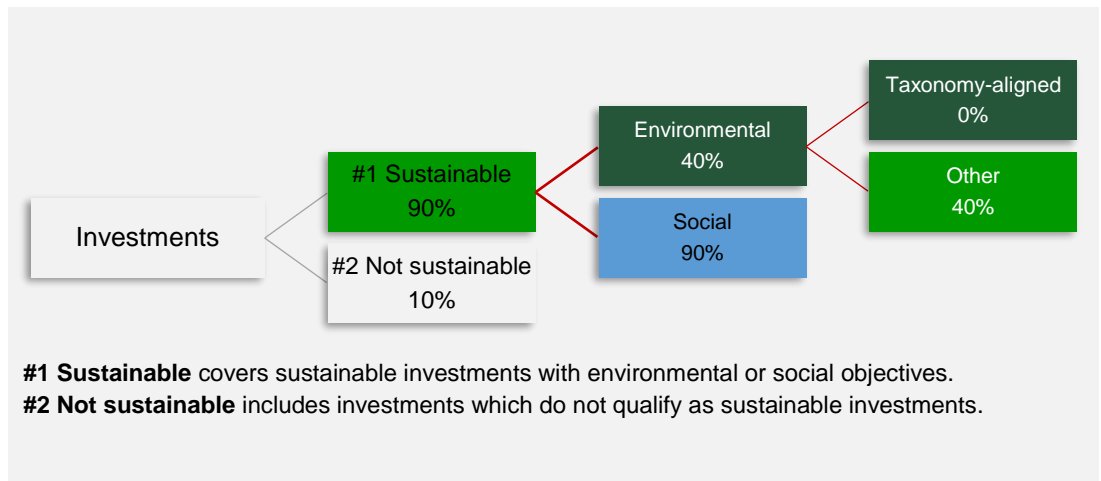 Investments
#1 Sustainable
90%
#2 Not sustainable
10%
Environmental
40%
Social
90%
Taxonomy-aligned
0%
Other
40%
#1 Sustainable covers sustainable investments with environmental or social objectives.
#2 Not sustainable includes investments which do not qualify as sustainable investments.